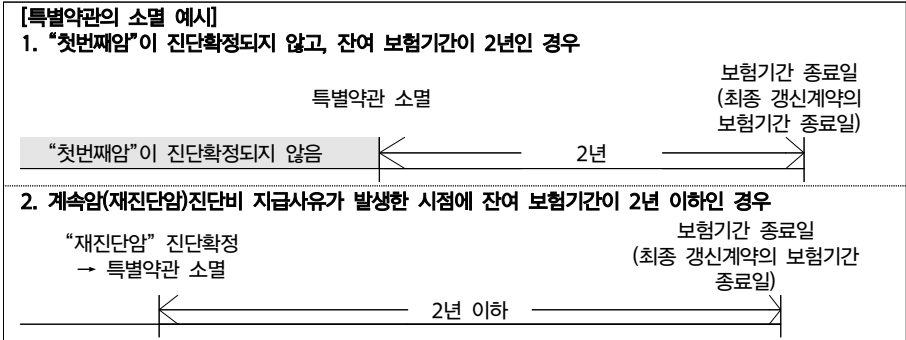 [특별약관의 소멸 예시]
1. “첫번째암”이 진단확정되지 않고, 잔여 보험기간이 2년인 경우
보험기간 종료일
(최종 갱신계약의
보험기간 종료일)
특별약관 소멸
“첫번째암”이 진단확정되지 않음
2년
2. 계속암(재진단암)진단비 지급사유가 발생한 시점에 잔여 보험기간이 2년 이하인 경우
“재진단암” 진단확정
→ 특별약관 소멸
보험기간 종료일
(최종 갱신계약의 보험기간
종료일)
2년 이하